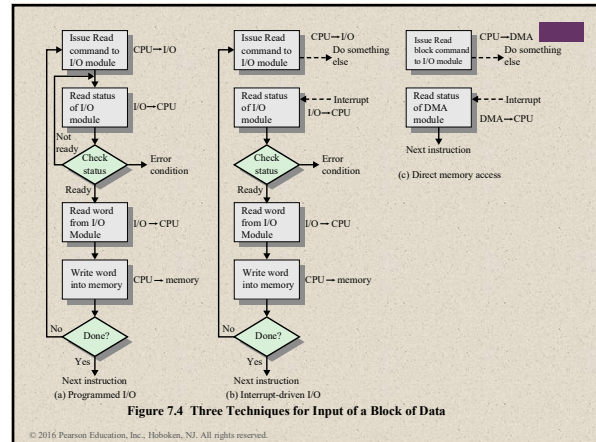 Issue Read
command to
I/O module
CPU→I/O
Read status
of I/O
module
I/O→CPU
Not
ready
Check
status
Error
condition
Ready
Read word
from I/O
Module
I/O→CPU
Write word
into memory
CPU→memory
No
Done?
Yes
Next instruction
(a) Programmed I/O
Issue Read
command to
I/O module
CPU→I/O
Do something
else
Read status
of I/O
module
Interrupt
I/O→CPU
Check
status
Error
condition
Ready
Read word
from I/O
Module
I/O→CPU
Write word
into memory
CPU→memory
No
Done?
Yes
Next instruction
(b) Interrupt-driven I/O
Issue Read
block command
to I/O module
CPU→DMA
Do something
else
Read status
of DMA
module
Interrupt
DMA→CPU
Next instruction
(c) Direct memory access
Figure 7.4 Three Techniques for Input of a Block of Data
© 2016 Pearson Education, Inc., Hoboken, NJ. All rights reserved.